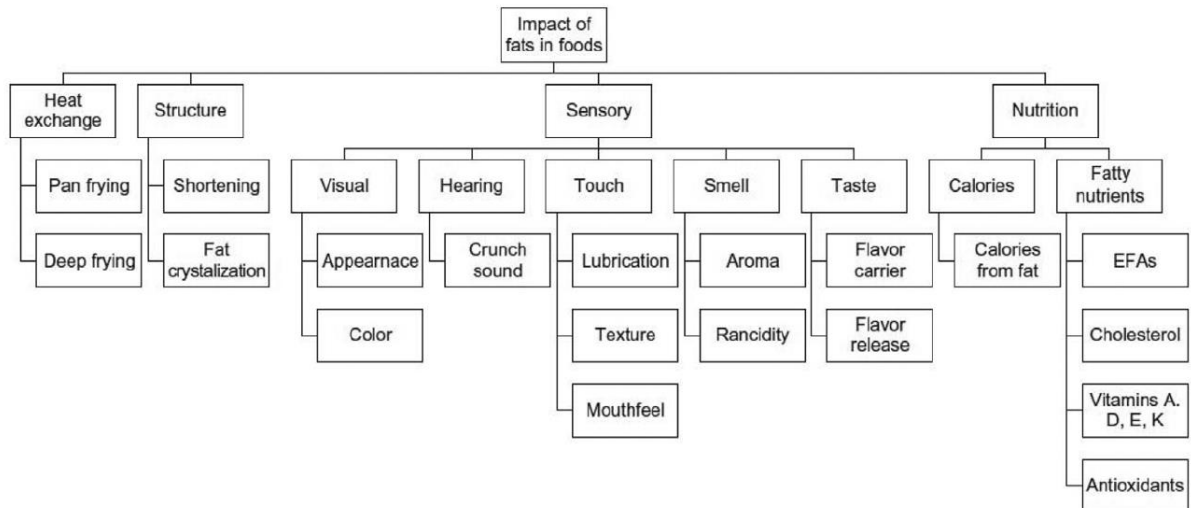 Impact of
fats in foods
Heat
exchange
Structure
Sensory
Nutrition
Pan frying
Shortening
Visual
Hearing
Touch
Smell
Taste
Calories
Fatty
nutrients
Deep frying
Fat
crystalization
Appearnace
Crunch
sound
Lubrication
Aroma
Flavor
carrier
Calories
from fat
EFAs
Color
Texture
Rancidity
Flavor
release
Cholesterol
Mouthfeel
Vitamins A.
D, E, K
Antioxidants